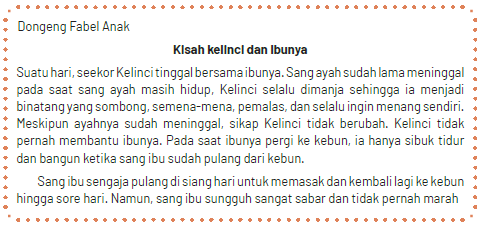 Dongeng Fabel Anak
Kisah kelinci dan Ibunya
Suatu hari, seekor Kelinci tinggal bersama ibunya. Sang ayah sudah lama meninggal
pada saat sang ayah masih hidup, Kelinci selalu dimanja sehingga ia menjadi
binatang yang sombong, semena-mena, pemalas, dan selalu ingin menang sendiri.
Meskipun ayahnya sudah meninggal, sikap Kelinci tidak berubah. Kelinci tidak
pernah membantu ibunya. Pada saat ibunya pergi ke kebun, ia hanya sibuk tidur
dan bangun ketika sang ibu sudah pulang dari kebun.
Sang ibu sengaja pulang di siang hari untuk memasak dan kembali lagi ke kebun
hingga sore hari. Namun, sang ibu sungguh sangat sabar dan tidak pernah marah